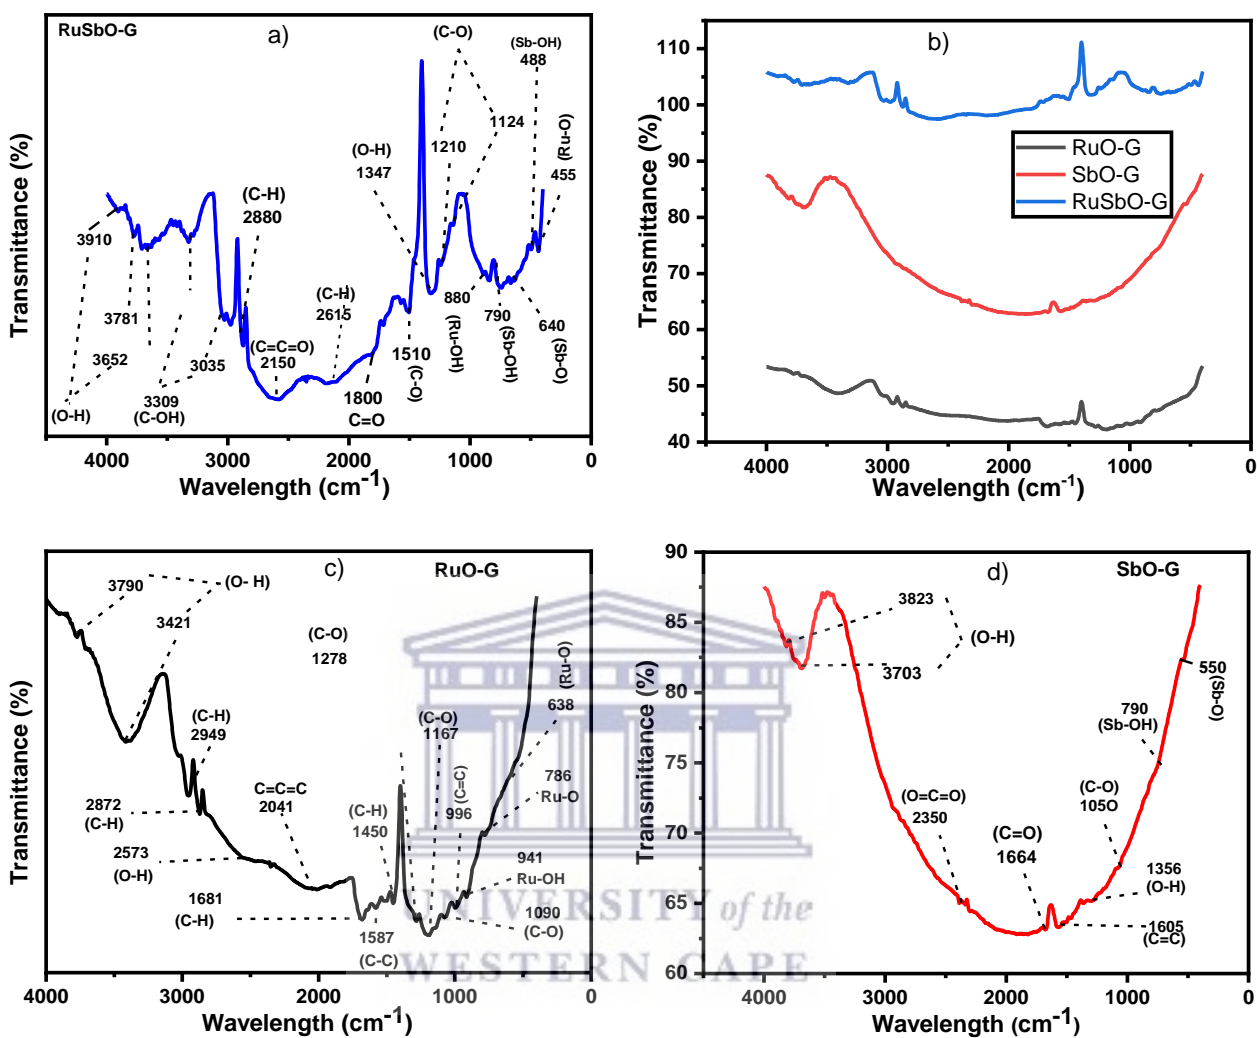 RuSbO-G
a)
(C-O)
(Sb-OH)
488
1124
(Ru-O)
455
(O-H)
1347
1210
(C-H)
2880
3910
3781
3652
(O-H)
3309
(C-OH)
3035
(C=C=O)
2150
(C-H)
2615
1800
C=O
1510
(C-O)
880
(Ru-OH)
790
(Sb-OH)
640
(Sb-O)
Transmittance (%)
4000 3000 2000 1000 0
Wavelength (cm-1)
b)
110
100
90
80
70
60
50
40
RuO-G
SbO-G
RuSbO-G
Transmittance (%)
4000 3000 2000 1000 0
Wavelength (cm-1)
c)
RuO-G
3790
(O- H)
3421
(C-O)
1278
(C-H)
2949
(C-O)
1167
(Ru-O)
638
2872
(C-H)
C=C=C
2041
(C-H)
1450
996
(C=C)
786
Ru-O
2573
(O-H)
941
Ru-OH
1681
(C-H)
1587
(C-C)
1090
(C-O)
Transmittance (%)
4000 3000 2000 1000 0
Wavelength (cm-1)
d)
SbO-G
90
85
80
75
70
65
60
3823
(O-H)
3703
550
(Sb-O)
790
(Sb-OH)
(O=C=O)
2350
(C-O)
105O
(C=O)
1664
1356
(O-H)
1605
(C=C)
Transmittance (%)
4000 3000 2000 1000 0
Wavelength (cm-1)
UNIVERSITY of the
WESTERN CAPE